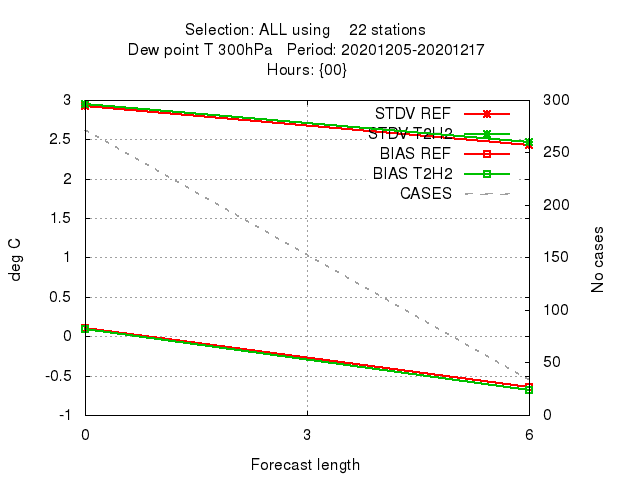 Selection: ALL using 22 stations
Dew point T 300hPa Period: 20201205-20201217
Hours: {00}
3
2.5
2
1.5
1
0.5
0
-0.5
-1
deg C
STDV REF
STDV T2H2
BIAS REF
BIAS T2H2
CASES
300
250
200
150
100
50
0
No cases
0 3 6
Forecast length